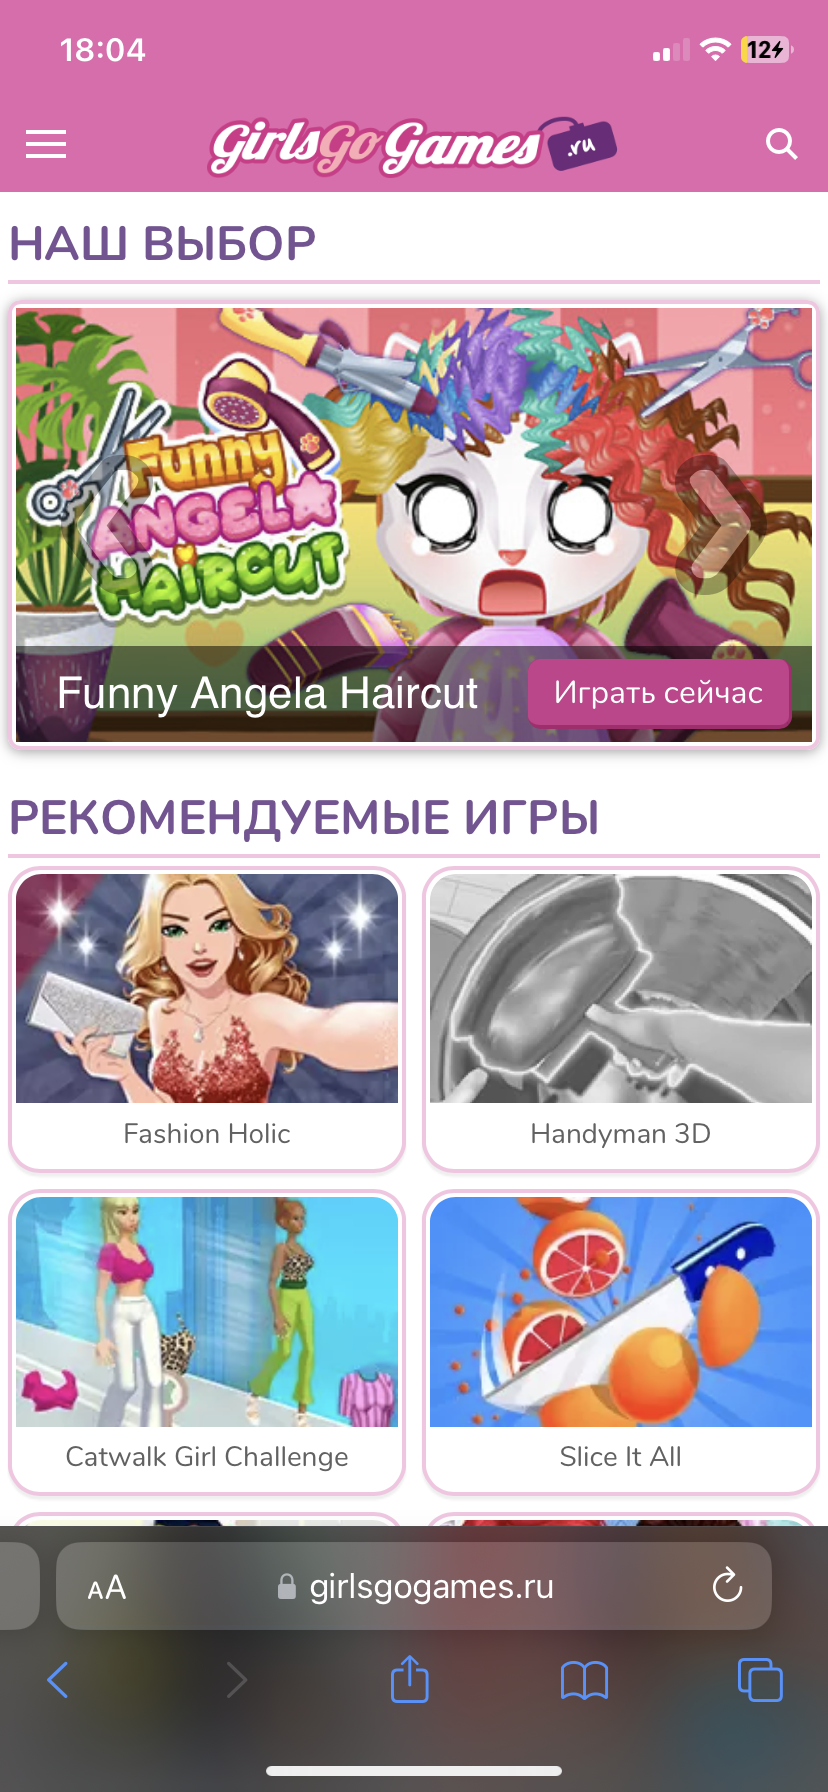 18:04
12
GirlsGoGames .ru
НАШ ВЫБОР
Funny
ANGELA
HAIRCUT
Funny Angela Haircut
Играть сейчас
РЕКОМЕНДУЕМЫЕ ИГРЫ
Fashion Holic
Handyman 3D
Catwalk Girl Challenge
Slice It All
AA
girlsgogames.ru